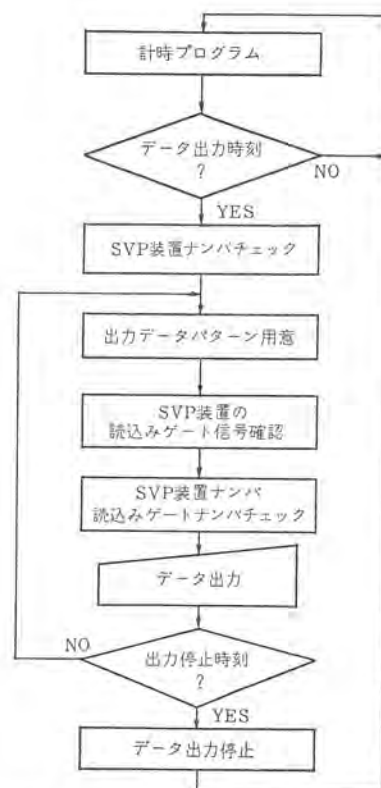 計時プログラム
データ出力時刻
?
NO
YES
SVP装置ナンバチェック
出力データパターン用意
SVP装置の
読込みゲート信号確認
SVP装置ナンバ
読込みゲートナンバチェック
データ出力
NO
出力停止時刻
?
YES
データ出力停止